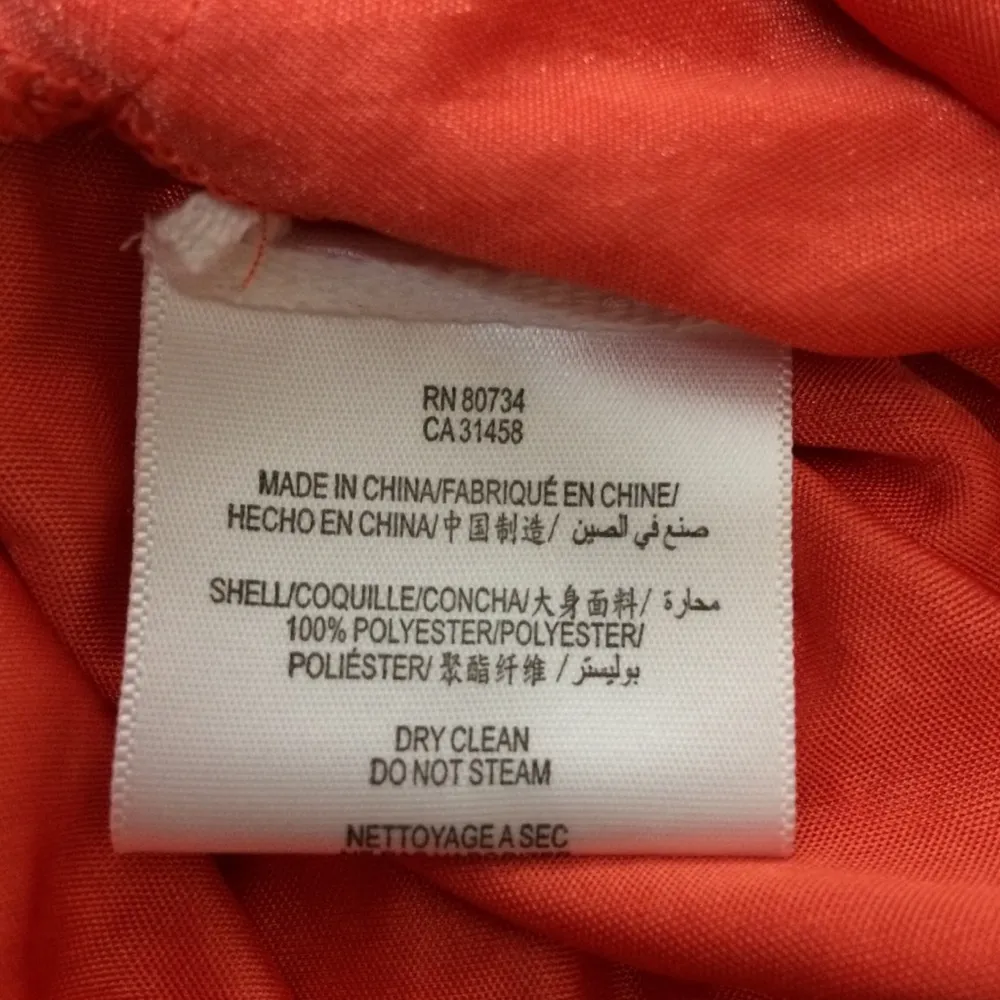 RN 80734
CA 31458
MADE IN CHINA/FABRIQUÉ EN CHINE/
HECHO EN CHINA/中国制造/ صنع في الصين
SHELL/COQUILLE/CONCHA/大身面料/ محارة
100% POLYESTER/POLYESTER/
POLIÉSTER/ 聚酯纤维 / بوليستر
DRY CLEAN
DO NOT STEAM
NETTOYAGE A SEC